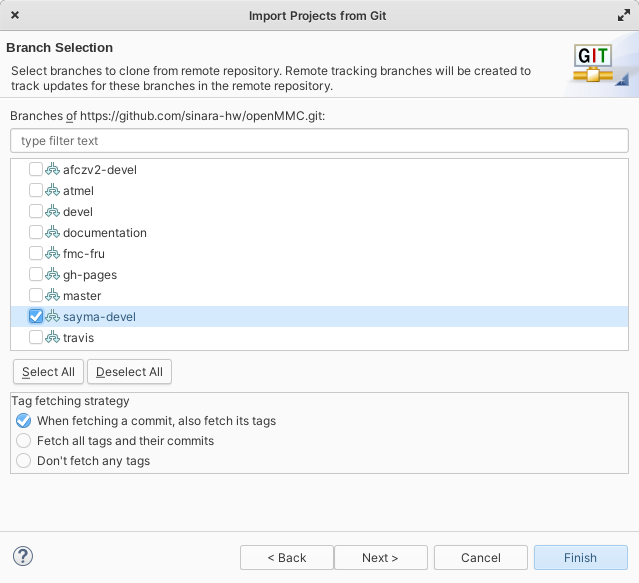 Import Projects from Git
Branch Selection
Select branches to clone from remote repository. Remote tracking branches will be created to
track updates for these branches in the remote repository.
GIT
Branches of https://github.com/sinara-hw/openMMC.git:
type filter text
afczv2-devel
atmel
devel
documentation
fmc-fru
gh-pages
master
sayma-devel
travis
Select All
Deselect All
Tag fetching strategy
When fetching a commit, also fetch its tags
Fetch all tags and their commits
Don't fetch any tags
?
< Back
Next >
Cancel
Finish